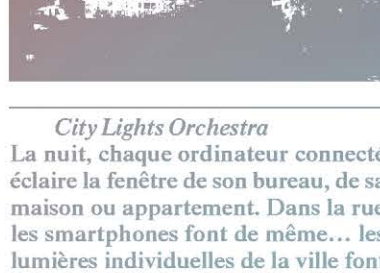 City Lights Orchestra
La nuit, chaque ordinateur connecté
éclaire la fenêtre de son bureau, de sa
maison ou appartement. Dans la rue
les smartphones font de même... les
lumières individuelles de la ville font